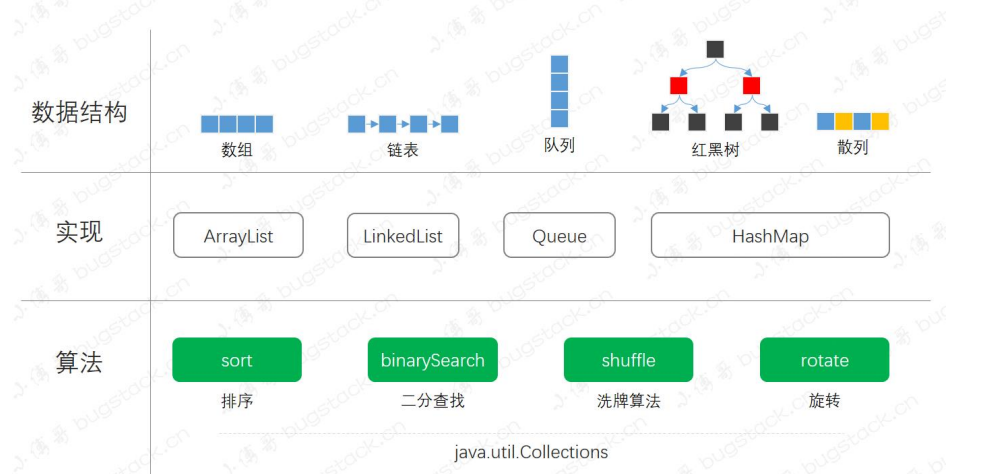 数据结构
数组
链表
队列
红黑树
散列
实现
ArrayList
LinkedList
Queue
HashMap
算法
sort
binarySearch
shuffle
rotate
排序
二分查找
洗牌算法
旋转
java.util.Collections
小傅哥 bugstack.cn